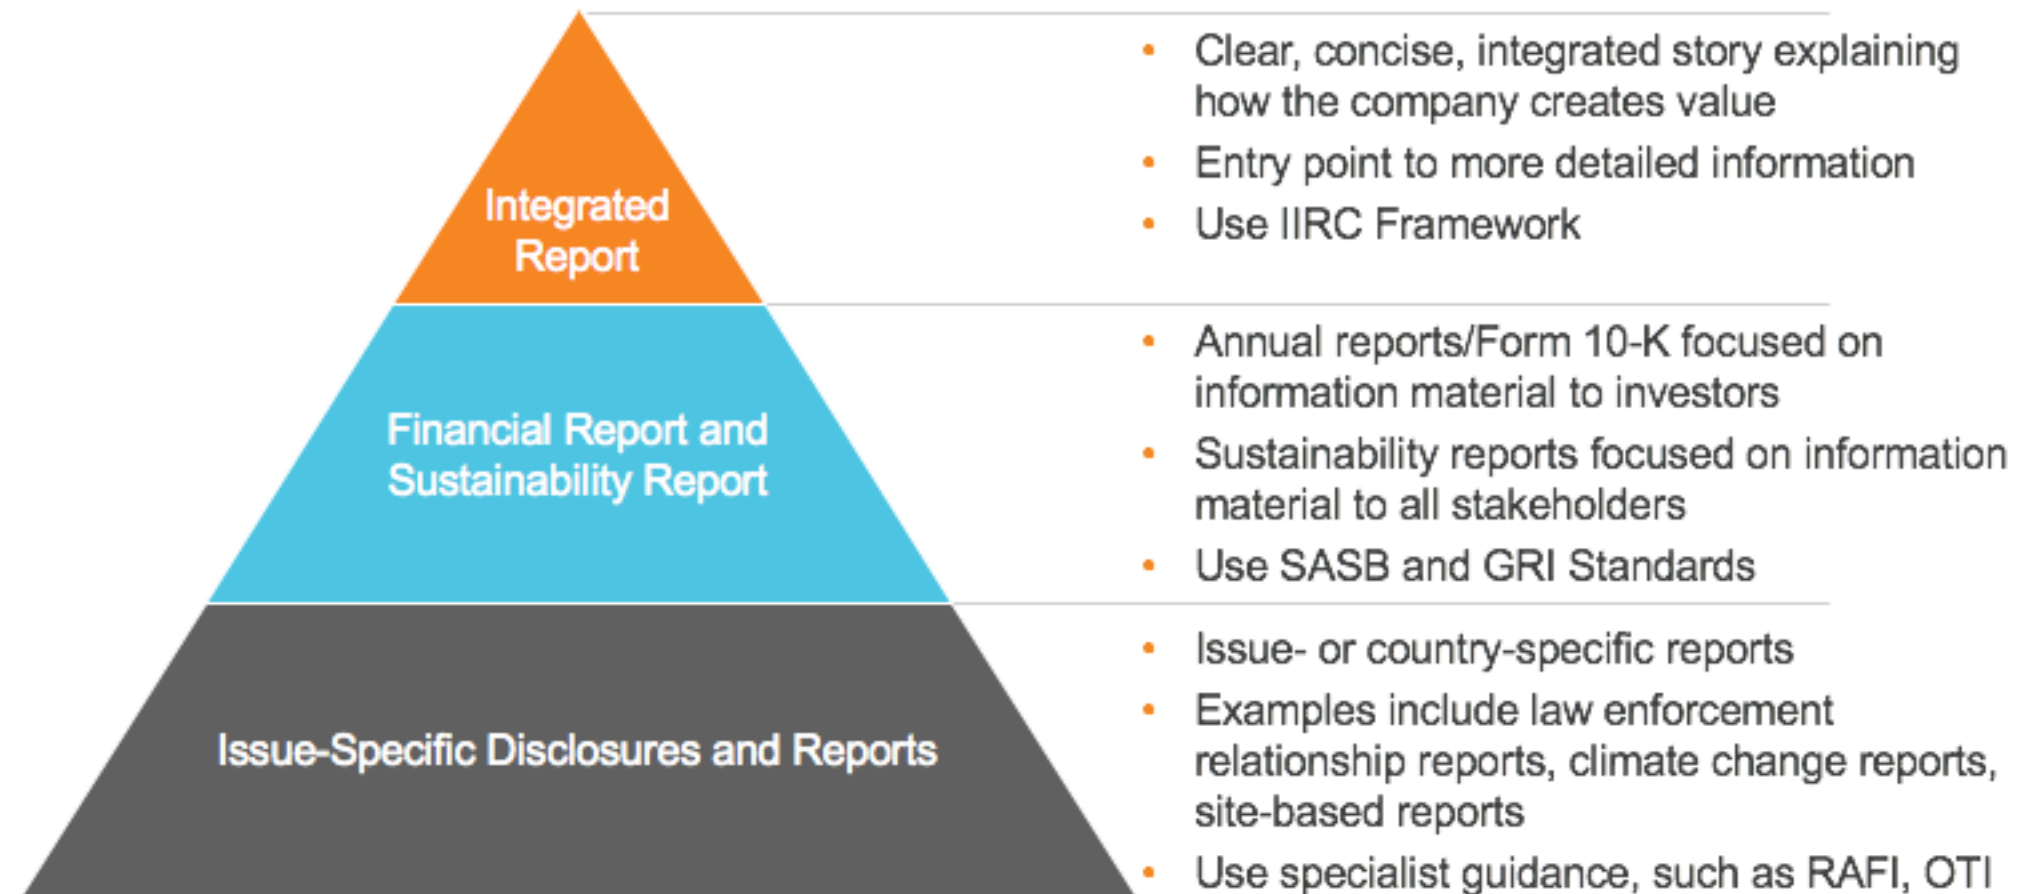 Integrated
Report
• Clear, concise, integrated story explaining
how the company creates value
• Entry point to more detailed information
• Use IIRC Framework
Financial Report and
Sustainability Report
• Annual reports/Form 10-K focused on
information material to investors
• Sustainability reports focused on information
material to all stakeholders
• Use SASB and GRI Standards
Issue-Specific Disclosures and Reports
• Issue- or country-specific reports
• Examples include law enforcement
relationship reports, climate change reports,
site-based reports
• Use specialist guidance, such as RAFI, OTI